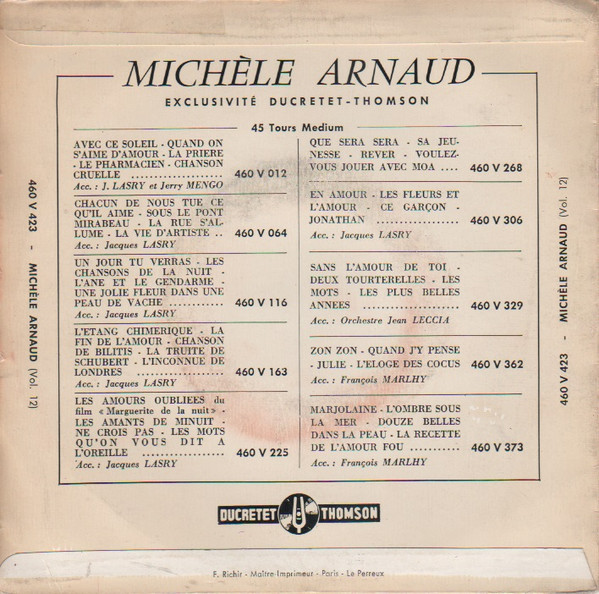 MICHÈLE ARNAUD
EXCLUSIVITÉ DUCRETET-THOMSON
45 Tours Medium
AVEC CE SOLEIL - QUAND ON
S'AIME D'AMOUR - LA PRIERE
- LE PHARMACIEN - CHANSON
CRUELLE .................. 460 V 012
Acc. : J. LASRY et Jerry MENGO
CHACUN DE NOUS TUE CE
QU'IL AIME - SOUS LE PONT
MIRABEAU - LA RUE S'AL-
LUME - LA VIE D'ARTISTE .. 460 V 064
Acc. : Jacques LASRY
UN JOUR TU VERRAS - LES
CHANSONS DE LA NUIT -
L'ANE ET LE GENDARME -
UNE JOLIE FLEUR DANS UNE
PEAU DE VACHE .......... 460 V 116
Acc. : Jacques LASRY
L'ETANG CHIMERIQUE - LA
FIN DE L'AMOUR - CHANSON
DE BILITIS - LA TRUITE DE
SCHUBERT - L'INCONNUE DE
LONDRES ................ 460 V 163
Acc. : Jacques LASRY
LES AMOURS OUBLIEES du
film « Marguerite de la nuit » -
LES AMANTS DE MINUIT -
NE CROIS PAS - LES MOTS
QU'ON VOUS DIT A
L'OREILLE ................ 460 V 225
Acc. : Jacques LASRY
QUE SERA SERA - SA JEU-
NESSE - REVER - VOULEZ-
VOUS JOUER AVEC MOA .... 460 V 268
EN AMOUR - LES FLEURS ET
L'AMOUR - CE GARÇON -
JONATHAN ................ 460 V 306
Acc. : Jacques LASRY
SANS L'AMOUR DE TOI -
DEUX TOURTERELLES - LES
MOTS - LES PLUS BELLES
ANNEES .................. 460 V 329
Acc. : Orchestre Jean LECCIA
ZON ZON - QUAND J'Y PENSE
- JULIE - L'ELOGE DES COCUS 460 V 362
Acc. : François MARLHY
MARJOLAINE - L'OMBRE SOUS
LA MER - DOUZE BELLES
DANS LA PEAU - LA RECETTE
DE L'AMOUR FOU ........... 460 V 373
Acc. : François MARLHY
460 V 423 - MICHÈLE ARNAUD (Vol. 12)
460 V 423 - MICHÈLE ARNAUD (Vol. 12)
DUCRETET THOMSON
F. Richir - Maître-Imprimeur - Paris - Le Perreux